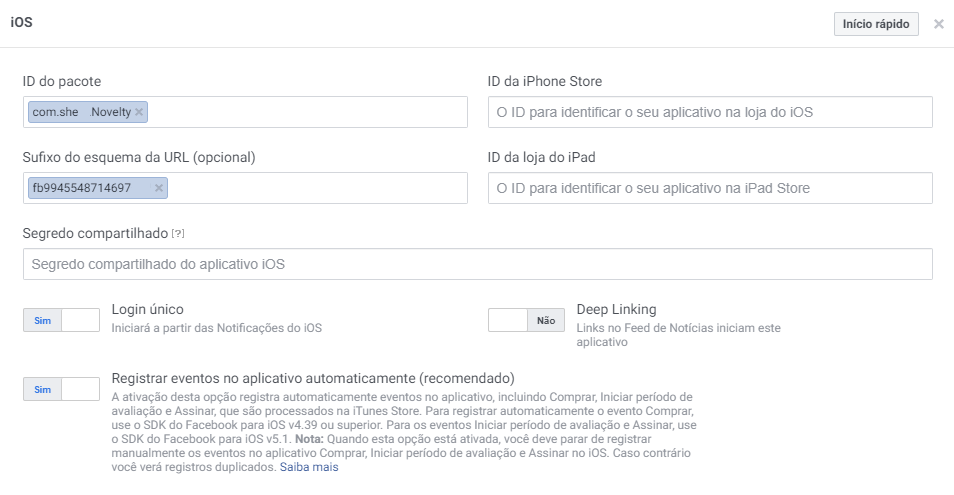 iOS
Início rápido
ID do pacote
ID da iPhone Store
com.she .Novelty
O ID para identificar o seu aplicativo na loja do iOS
Sufixo do esquema da URL (opcional)
ID da loja do iPad
fb9945548714697
O ID para identificar o seu aplicativo na iPad Store
Segredo compartilhado [?]
Segredo compartilhado do aplicativo iOS
Sim
Login único
Iniciará a partir das Notificações do iOS
Não
Deep Linking
Links no Feed de Notícias iniciam este
aplicativo
Sim
Registrar eventos no aplicativo automaticamente (recomendado)
A ativação desta opção registra automaticamente eventos no aplicativo, incluindo Comprar, Iniciar período de
avaliação e Assinar, que são processados na iTunes Store. Para registrar automaticamente o evento Comprar,
use o SDK do Facebook para iOS v4.39 ou superior. Para os eventos Iniciar período de avaliação e Assinar, use
o SDK do Facebook para iOS v5.1. Nota: Quando esta opção está ativada, você deve parar de registrar
manualmente os eventos no aplicativo Comprar, Iniciar período de avaliação e Assinar no iOS. Caso contrário
você verá registros duplicados. Saiba mais